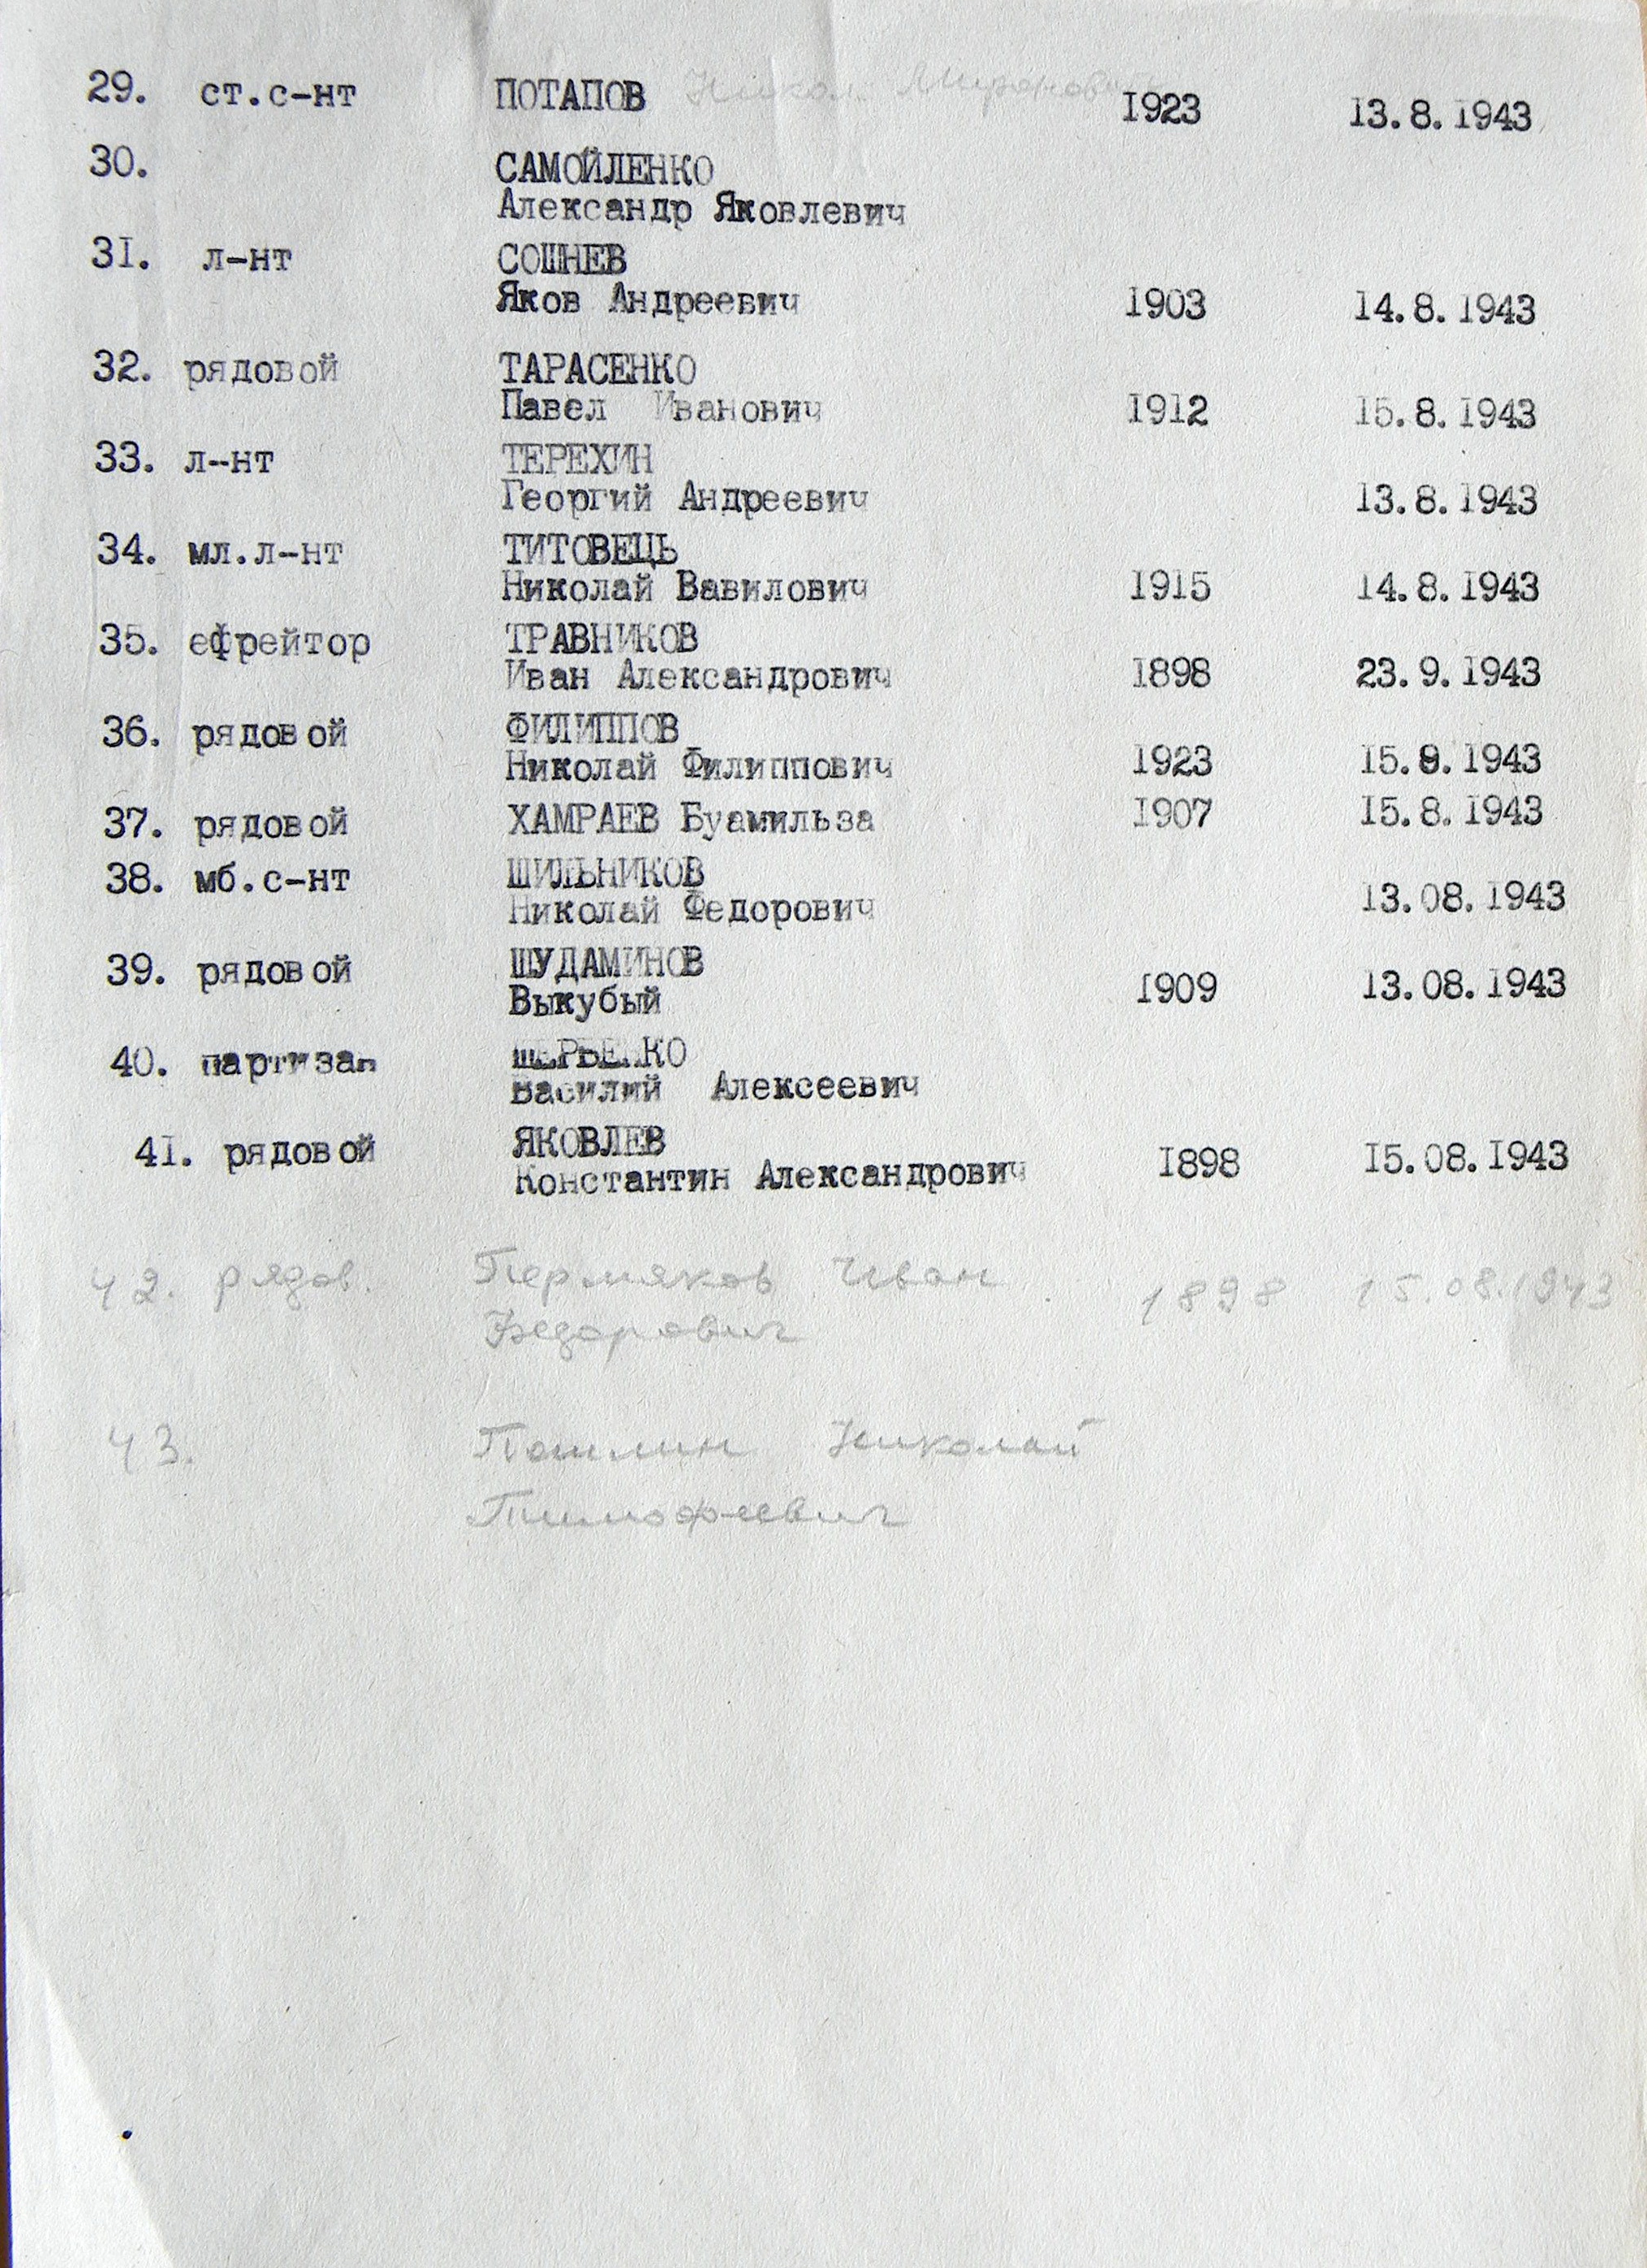 29. ст.с-нт ПОТАПОВ Никол. Миронович 1923 13.8.1943
30. САМОЙЛЕНКО
Александр Яковлевич
31. л-нт СОШНЕВ
Яков Андреевич 1903 14.8.1943
32. рядовой ТАРАСЕНКО
Павел Иванович 1912 15.8.1943
33. л-нт ТЕРЕХИН
Георгий Андреевич 13.8.1943
34. мл.л-нт ТИТОВЕЦЬ
Николай Вавилович 1915 14.8.1943
35. ефрейтор ТРАВНИКОВ
Иван Александрович 1898 23.9.1943
36. рядовой ФИЛИППОВ
Николай Филиппович 1923 15.8.1943
37. рядовой ХАМРАЕВ Буамильза 1907 15.8.1943
38. мб.с-нт ШИЛЬНИКОВ
Николай Федорович 13.08.1943
39. рядовой ШУДАМИНОВ
Выкубый 1909 13.08.1943
40. партизан
Василий Алексеевич
41. рядовой ЯКОВЛЕВ
Константин Александрович 1898 15.08.1943
42. рядов. Пермяков Иван 1898 15.08.1943
Федорович
43. Николай
Тимофеевич